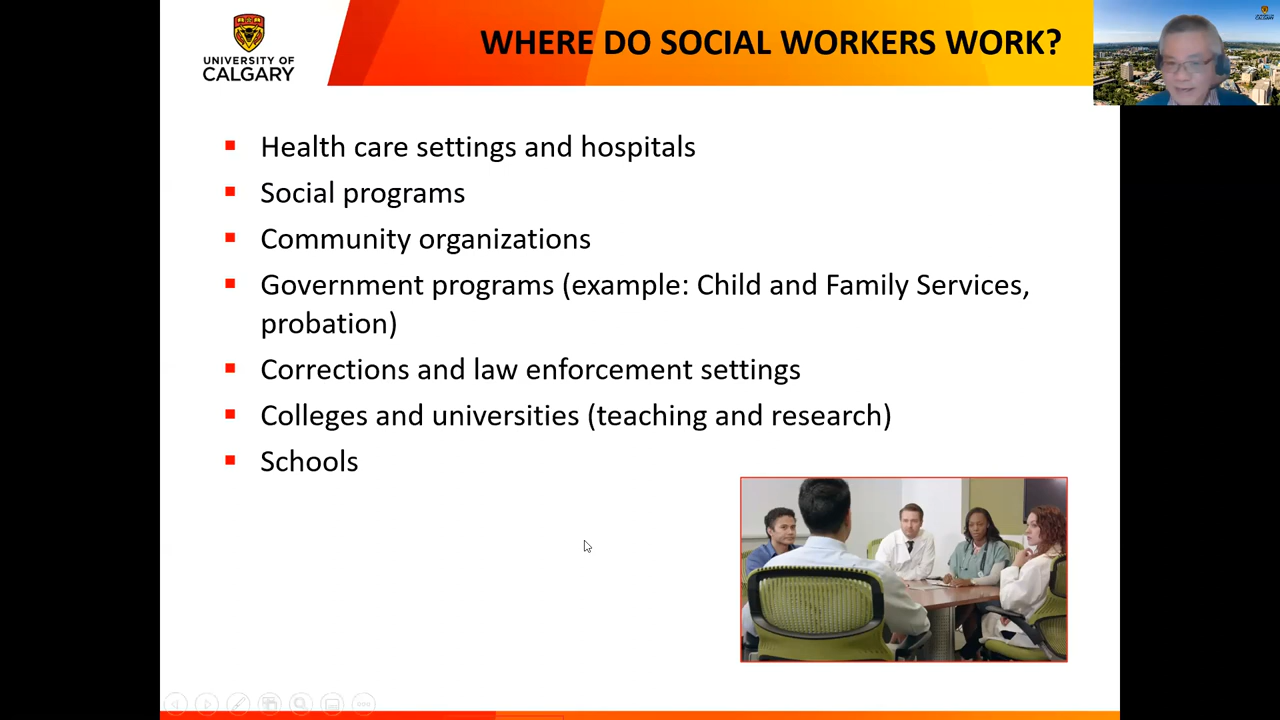 UNIVERSITY OF
CALGARY
WHERE DO SOCIAL WORKERS WORK?
Health care settings and hospitals
Social programs
Community organizations
Government programs (example: Child and Family Services,
probation)
Corrections and law enforcement settings
Colleges and universities (teaching and research)
Schools